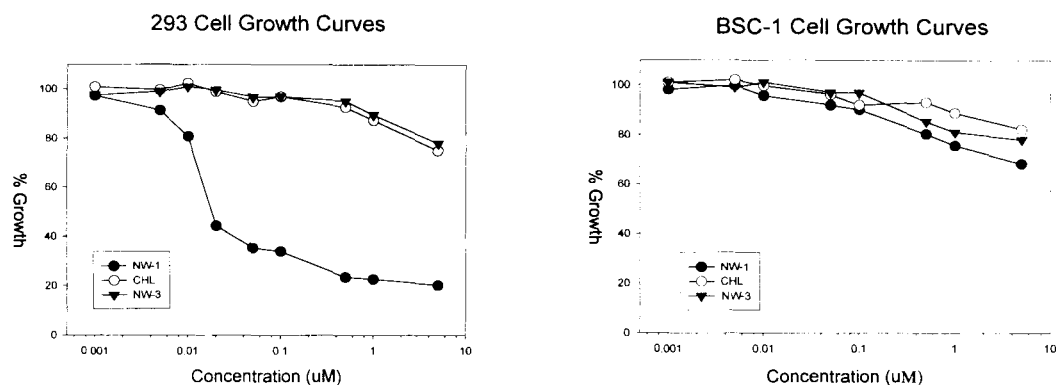 293 Cell Growth Curves
100
80
60
40
20
0
% Growth
NW-1
CHL
NW-3
0.001 0.01 0.1 1 10
Concentration (uM)
BSC-1 Cell Growth Curves
100
80
60
40
20
0
% Growth
NW-1
CHL
NW-3
0.001 0.01 0.1 1 10
Concentration (uM)